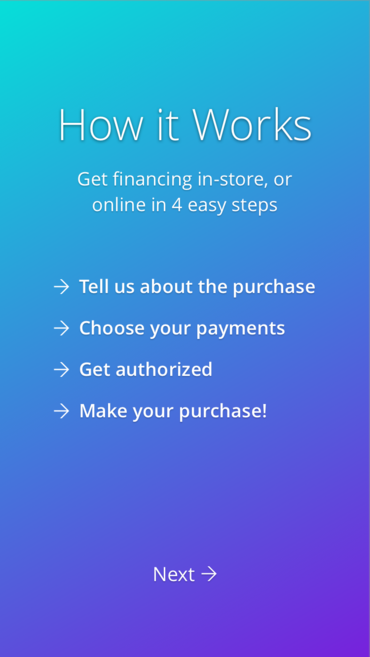 How it Works
Get financing in-store, or
online in 4 easy steps
→ Tell us about the purchase
→ Choose your payments
→ Get authorized
→ Make your purchase!
Next →